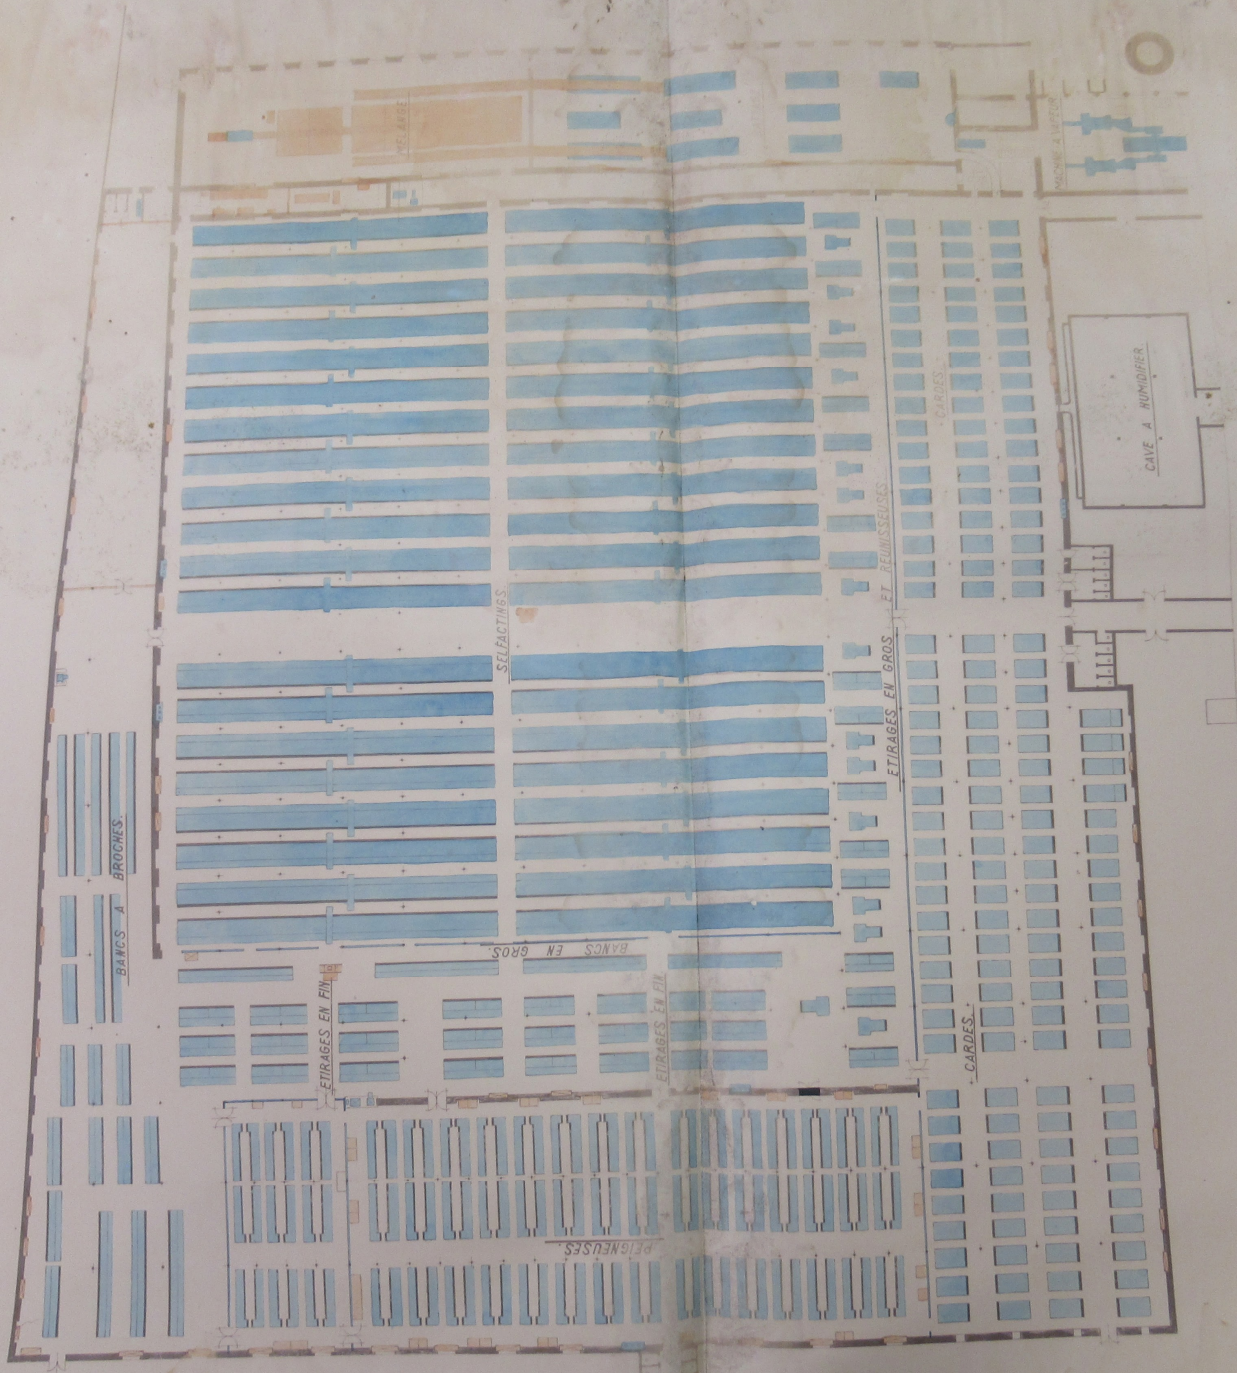 MELANGE
MACHINE A VAPEUR
CAVE A HUMIDIFIER
CARDES.
ETIRAGES EN GROS ET REUNISSEUSES.
SELFACTINGS.
BANCS A BROCHES.
BANCS EN GROS.
ETIRAGES EN FIN
ETIRAGES EN FIN
CARDES.
PEIGNEUSES.